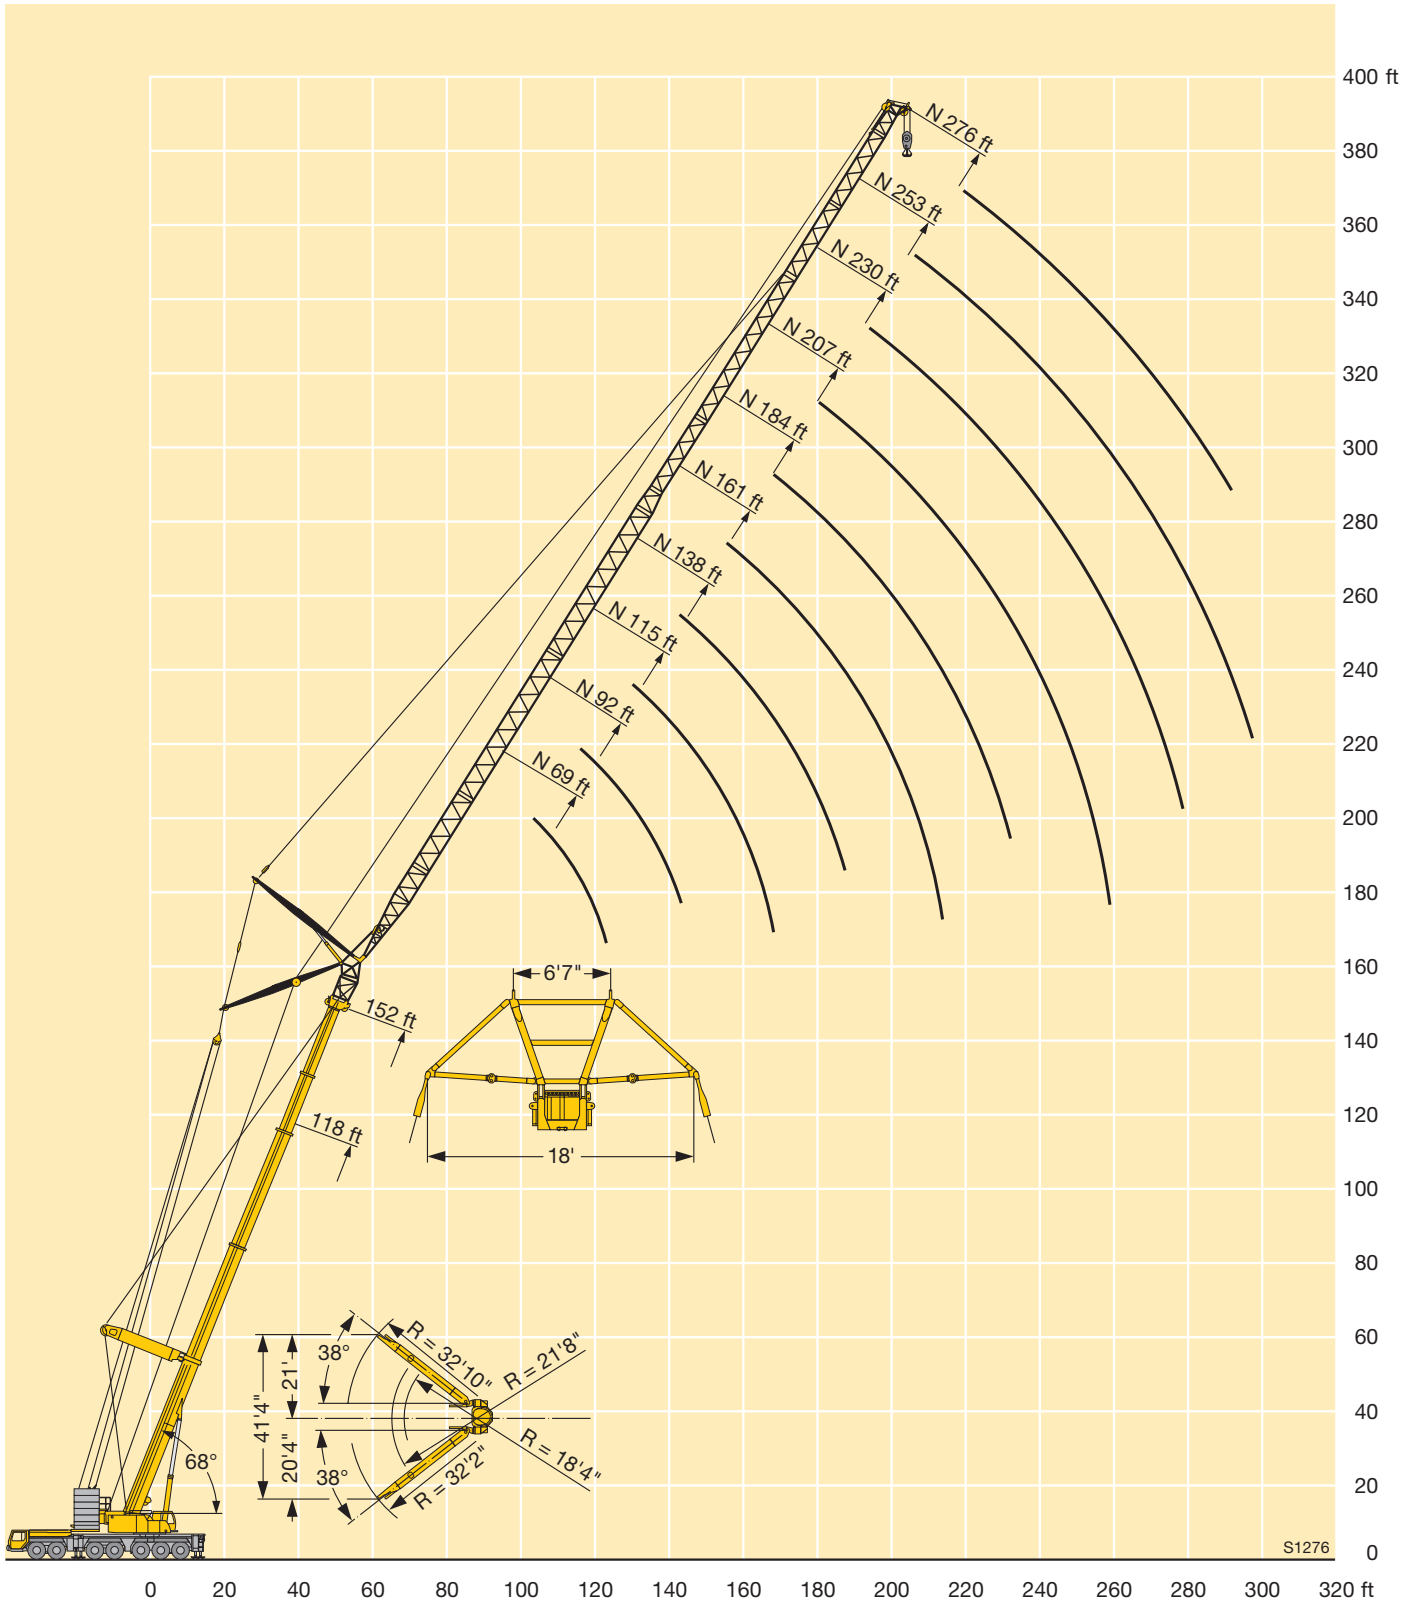 400 ft
N 276 ft
380
N 253 ft
360
N 230 ft
340
N 207 ft
320
N 184 ft
300
N 161 ft
280
N 138 ft
260
N 115 ft
240
N 92 ft
220
N 69 ft
200
180
160
6'7"
152 ft
140
118 ft
120
18'
100
80
60
38°
R = 32'10"
R = 21'8"
21'
41'4"
40
20'4"
68°
38°
R = 32'2"
R = 18'4"
20
S1276
0
0 20 40 60 80 100 120 140 160 180 200 220 240 260 280 300 320 ft